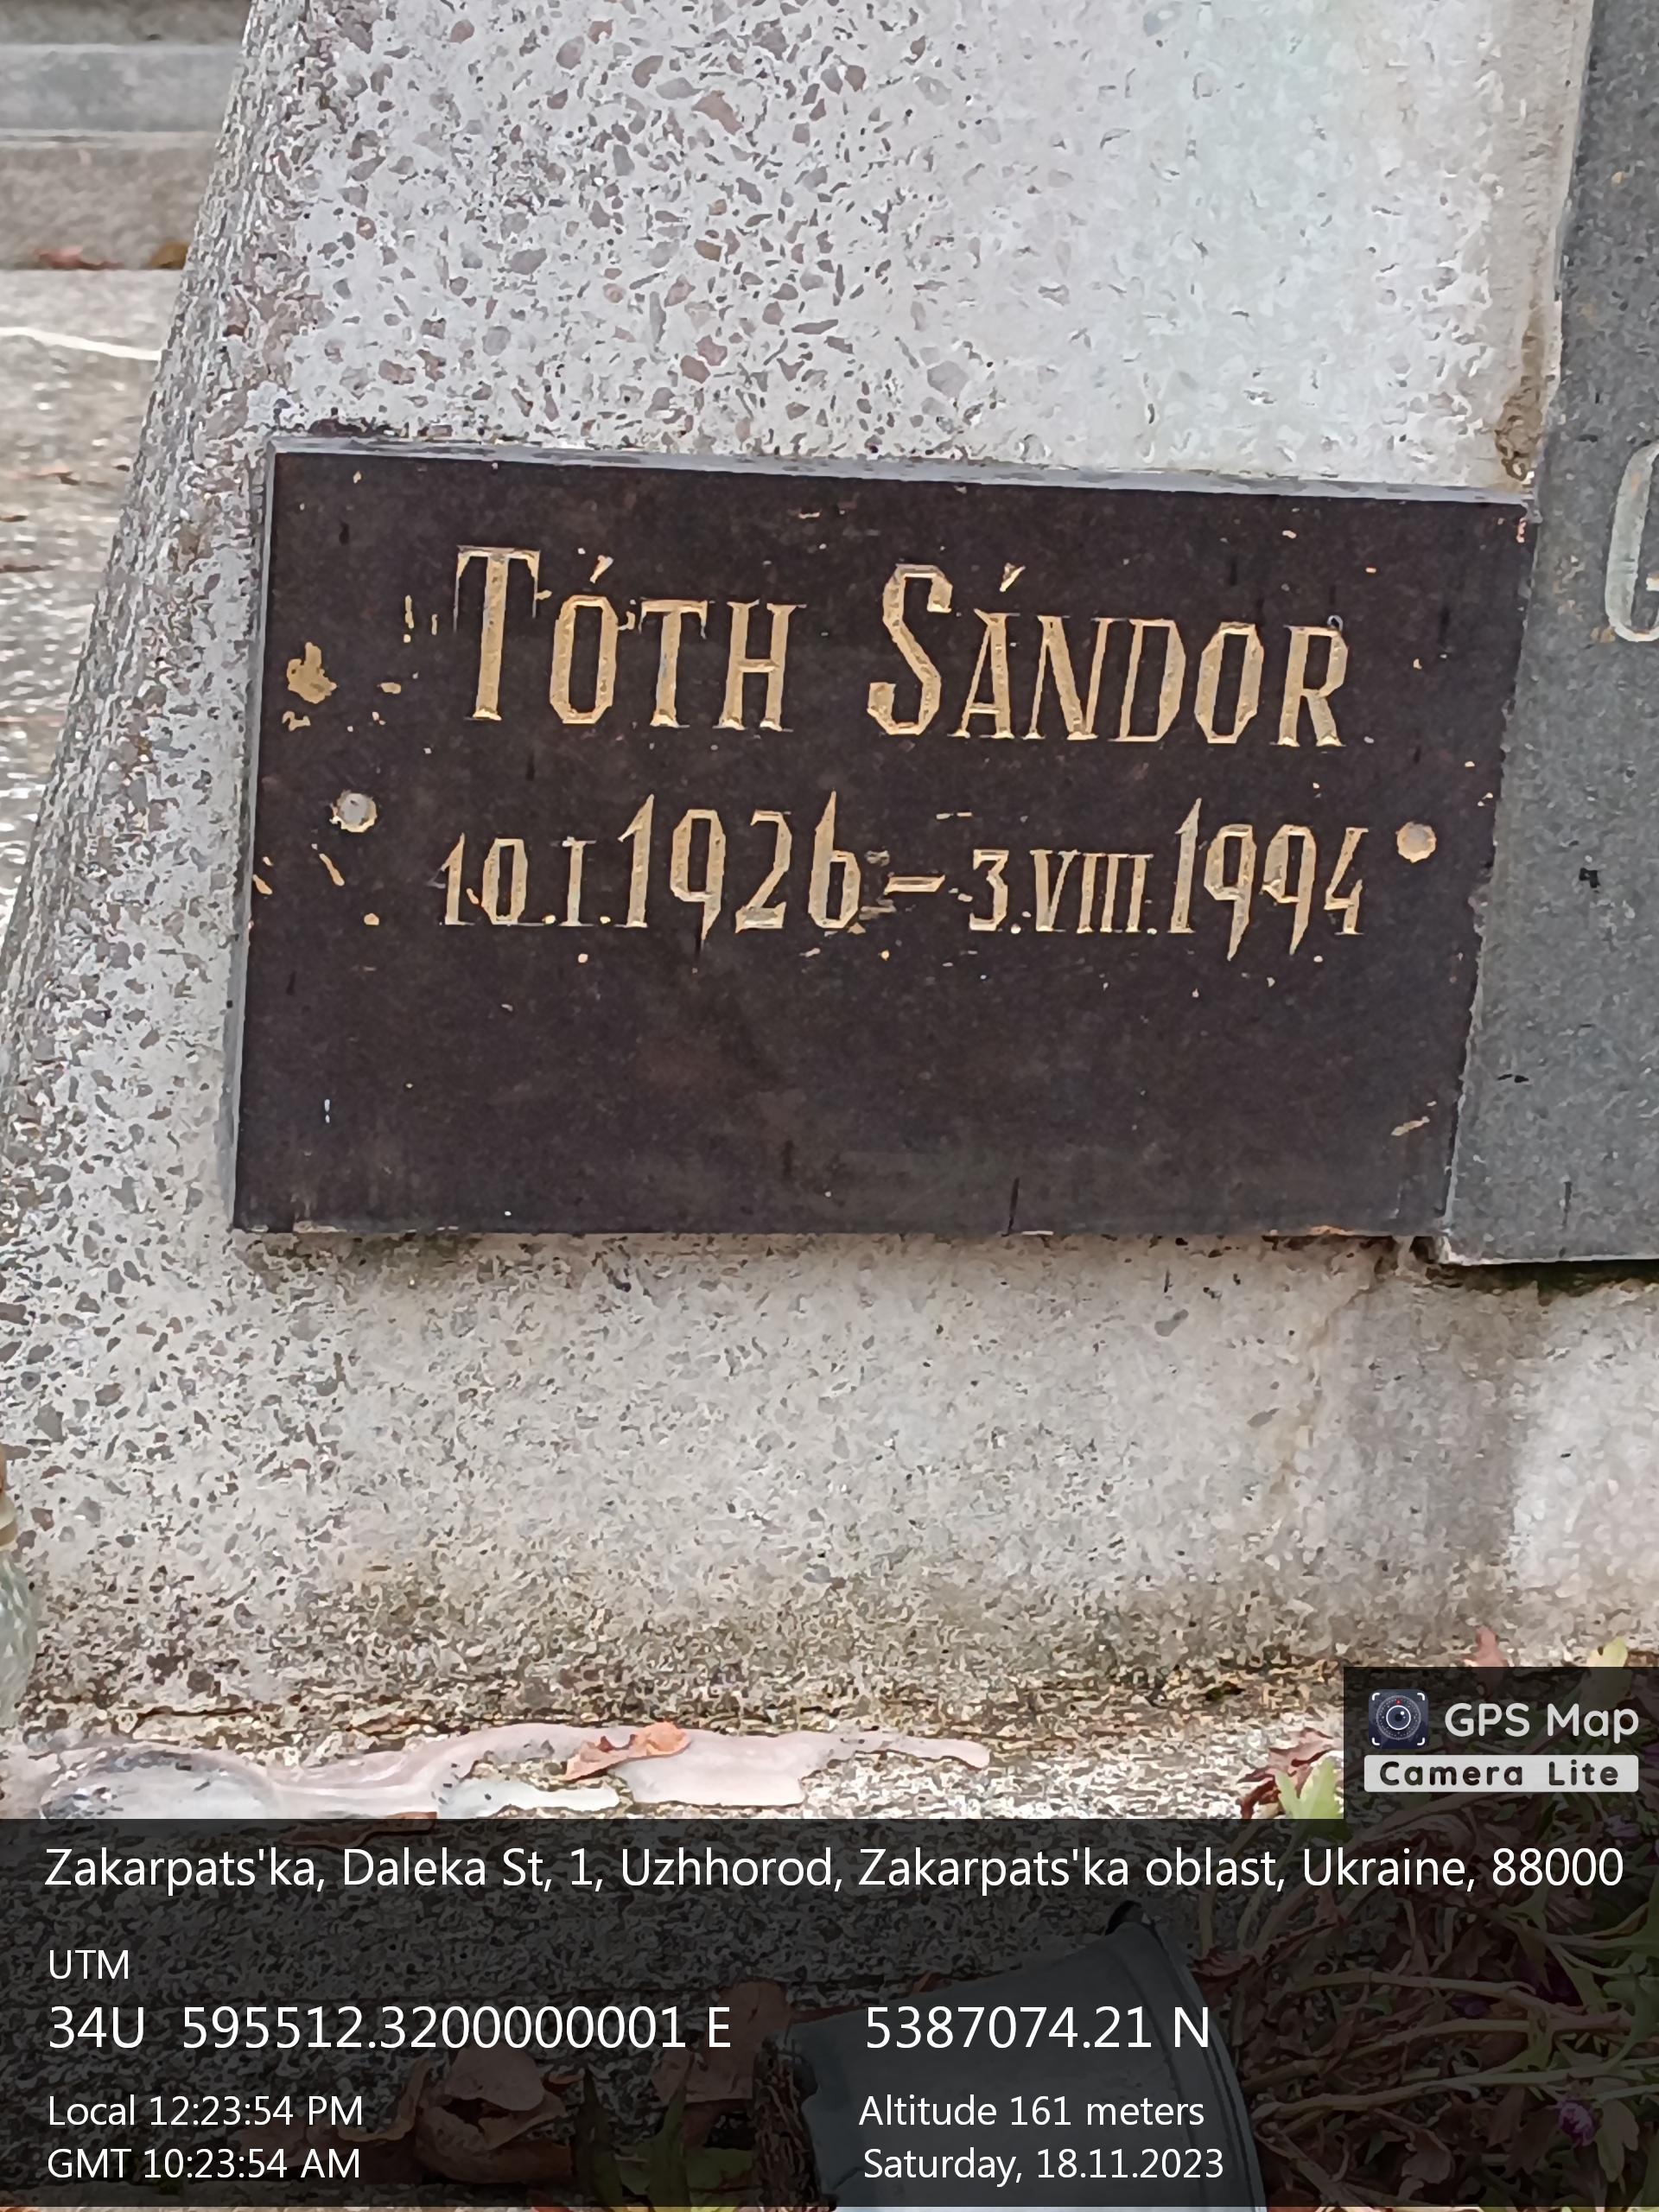 TÓTH SÁNDOR
10.I.1926 – 3.VIII.1994
G
GPS Map
Camera Lite
Zakarpats'ka, Daleka St, 1, Uzhhorod, Zakarpats'ka oblast, Ukraine, 88000
UTM
34U 595512.3200000001 E 5387074.21 N
Local 12:23:54 PM Altitude 161 meters
GMT 10:23:54 AM Saturday, 18.11.2023